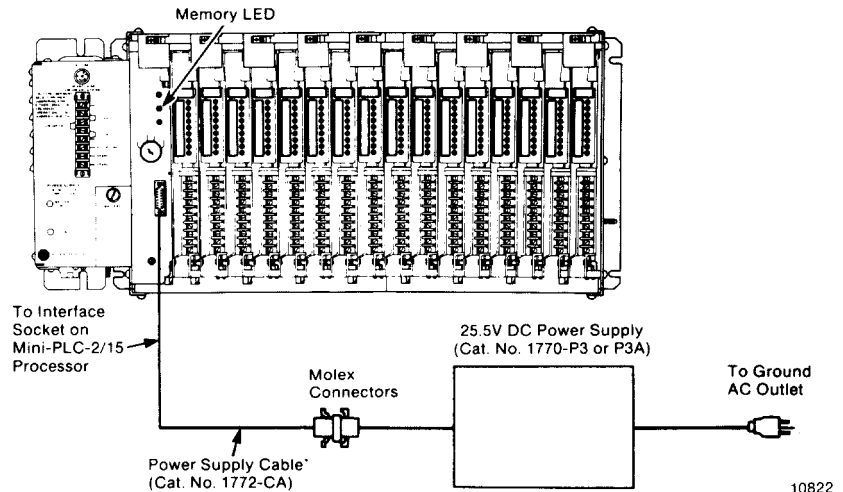 Memory LED
To Interface
Socket on
Mini-PLC-2/15
Processor
25.5V DC Power Supply
(Cat. No. 1770-P3 or P3A)
Molex
Connectors
To Ground
AC Outlet
Power Supply Cable*
(Cat. No. 1772-CA)
10822